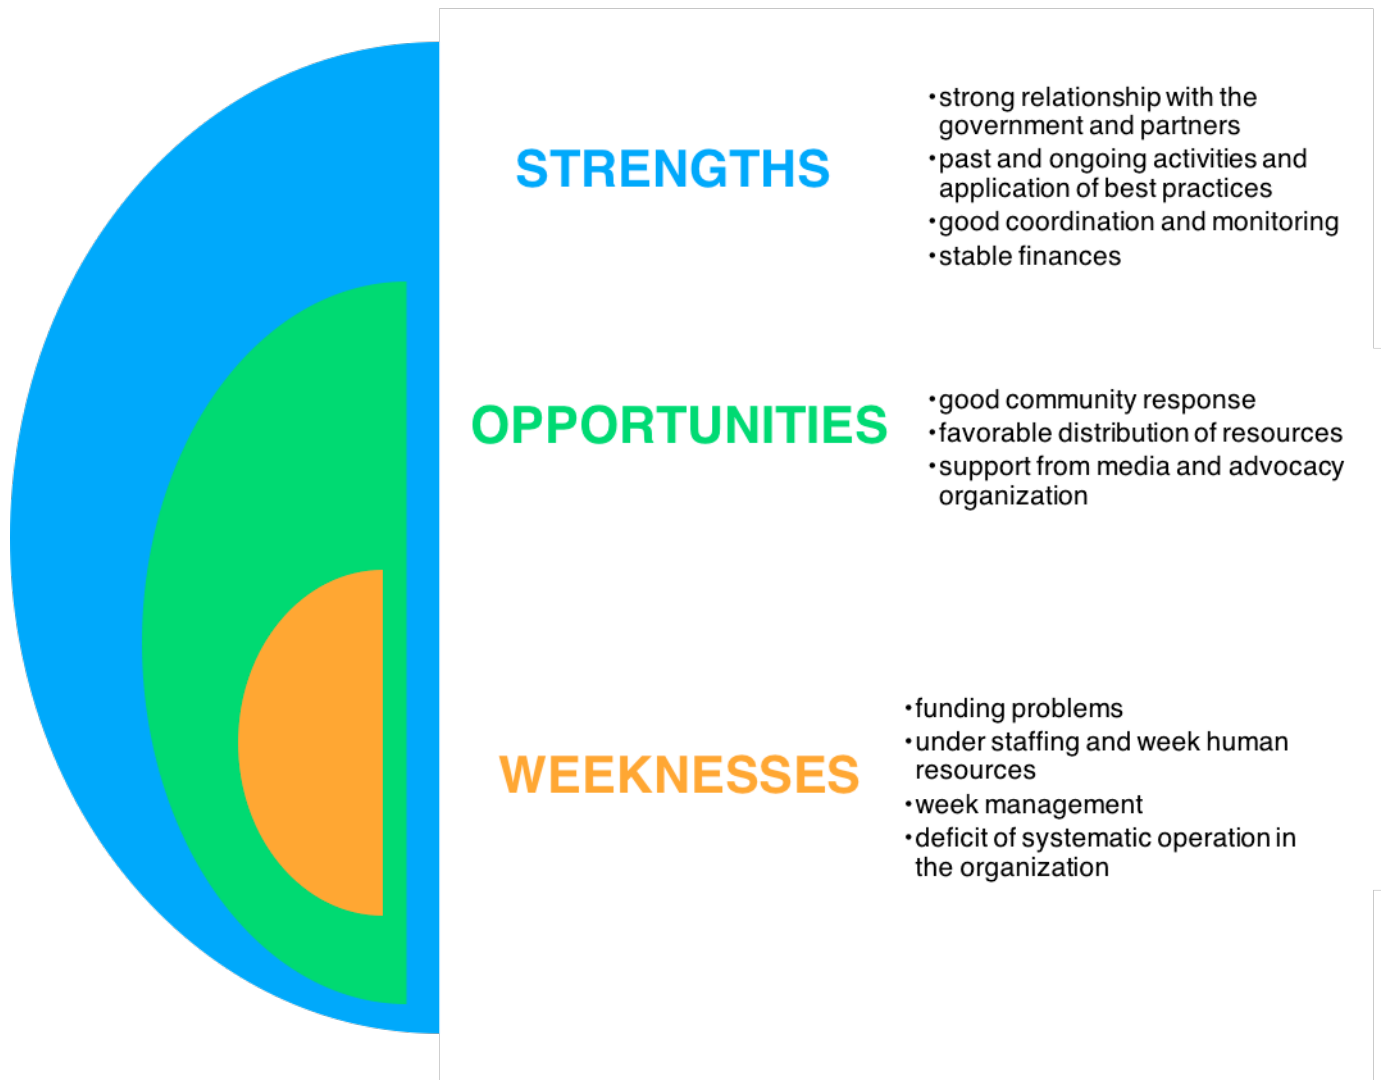 STRENGTHS
•strong relationship with the
government and partners
•past and ongoing activities and
application of best practices
•good coordination and monitoring
•stable finances
OPPORTUNITIES
•good community response
•favorable distribution of resources
•support from media and advocacy
organization
WEEKNESSES
•funding problems
•under staffing and week human
resources
•week management
•deficit of systematic operation in
the organization